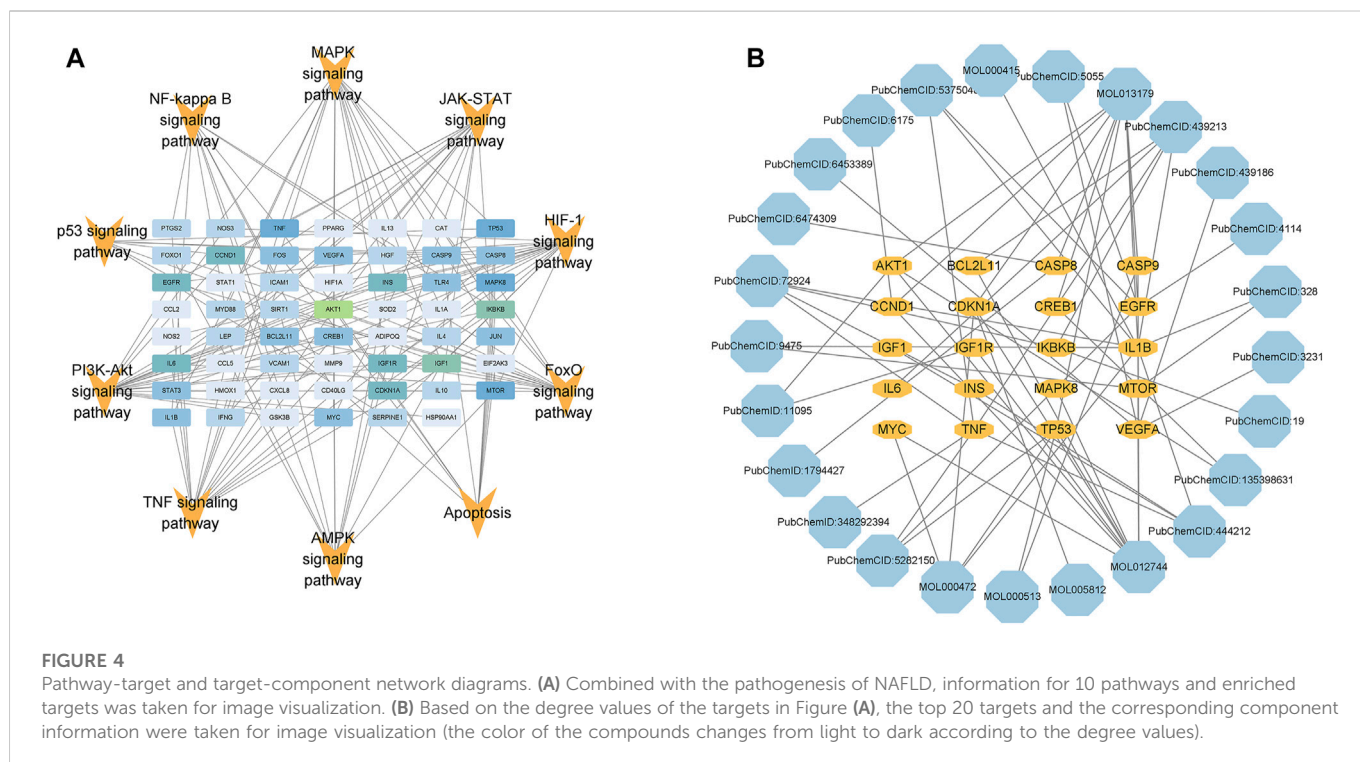 A
MAPK
signaling
pathway
NF-kappa B
signaling
pathway
JAK-STAT
signaling
pathway
p53 signaling
pathway
HIF-1
signaling
pathway
PTGS2 NOS3 TNF PPARG IL13 CAT TP53
FOXO1 CCND1 FOS VEGFA HGF CASP9 CASP8
EGFR STAT1 ICAM1 HIF1A INS TLR4 MAPK8
CCL2 MYD88 SIRT1 AKT1 SOD2 IL1A IKBKB
NOS2 LEP BCL2L11 CREB1 ADIPOQ IL4 JUN
IL6 CCL5 VCAM1 MMP9 IGF1R IGF1 EIF2AK3
STAT3 HMOX1 CXCL8 CD40LG CDKN1A IL10 MTOR
IL1B IFNG GSK3B MYC SERPINE1 HSP90AA1
PI3K-Akt
signaling
pathway
FoxO
signaling
pathway
TNF signaling
pathway
AMPK
signaling
pathway
Apoptosis
B
MOL000415
PubChemCID:5055
PubChemCID:5375048
MOL013179
PubChemCID:6175
PubChemCID:439213
PubChemCID:6453389
PubChemCID:439186
PubChemCID:6474309
PubChemCID:4114
PubChemCID:72924
PubChemCID:328
PubChemCID:9475
PubChemCID:3231
PubChemID:11095
PubChemCID:19
PubChemID:1794427
PubChemCID:135398631
PubChemID:348292394
PubChemCID:444212
PubChemCID:5282150
MOL012744
MOL000472
MOL000513
MOL005812
AKT1 BCL2L11 CASP8 CASP9
CCND1 CDKN1A CREB1 EGFR
IGF1 IGF1R IKBKB IL1B
IL6 INS MAPK8 MTOR
MYC TNF TP53 VEGFA
FIGURE 4
Pathway-target and target-component network diagrams. (A) Combined with the pathogenesis of NAFLD, information for 10 pathways and enriched
targets was taken for image visualization. (B) Based on the degree values of the targets in Figure (A), the top 20 targets and the corresponding component
information were taken for image visualization (the color of the compounds changes from light to dark according to the degree values).